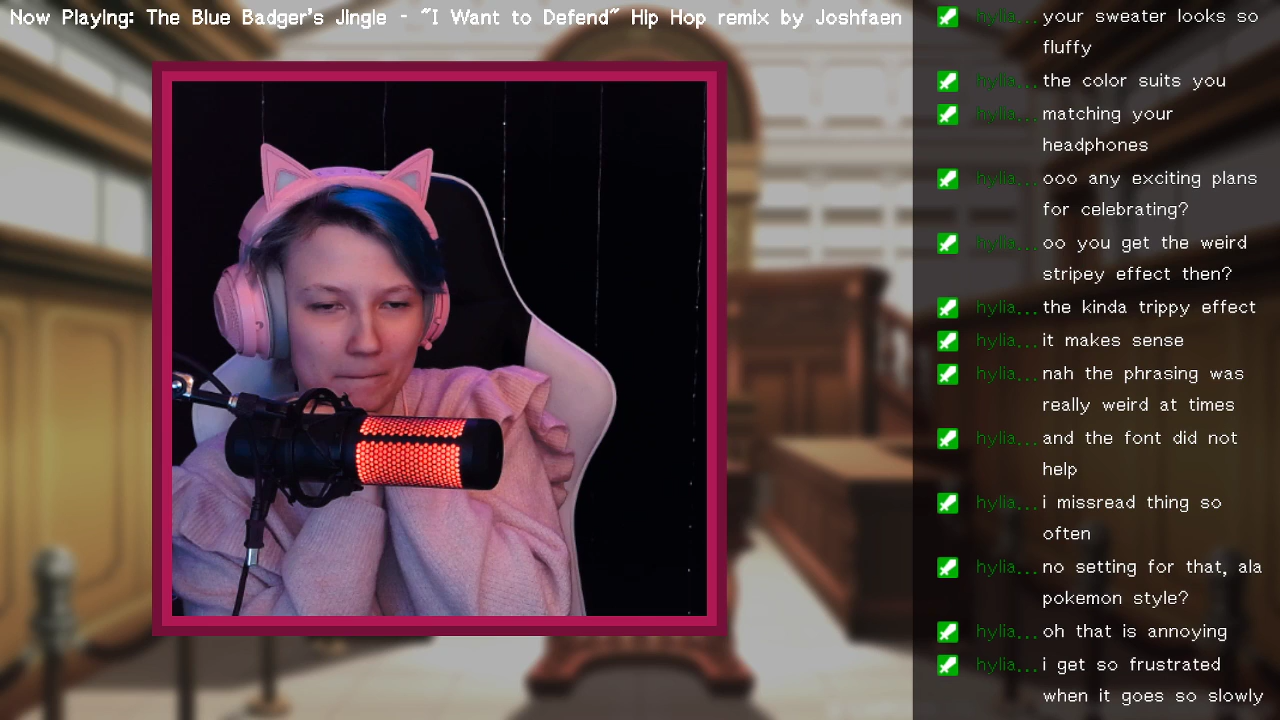 Now Playing: The Blue Badger's Jingle - ~"I Want to Defend" Hip Hop remix by Joshfaen
hylia... your sweater looks so
fluffy
hylia... the color suits you
hylia... matching your
headphones
hylia... ooo any exciting plans
for celebrating?
hylia... oo you get the weird
stripey effect then?
hylia... the kinda trippy effect
hylia... it makes sense
hylia... nah the phrasing was
really weird at times
hylia... and the font did not
help
hylia... i missread thing so
often
hylia... no setting for that, ala
pokemon style?
hylia... oh that is annoying
hylia... i get so frustrated
when it goes so slowly